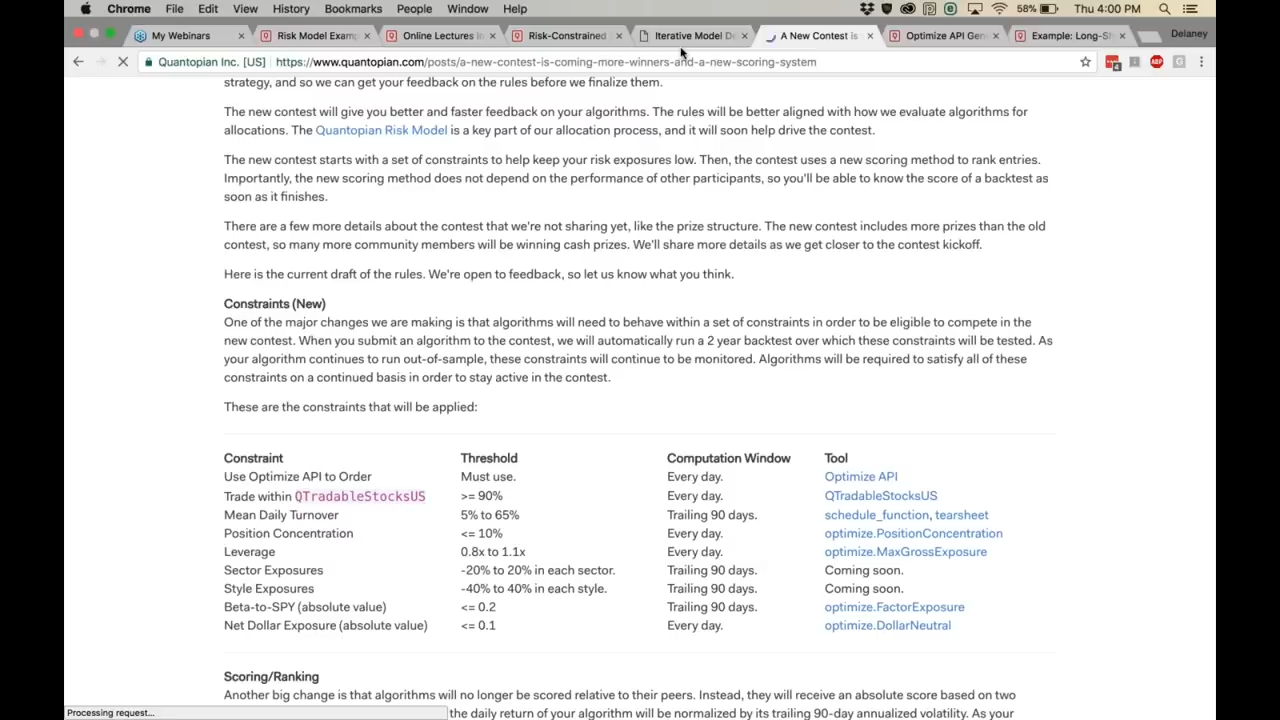 Chrome File Edit View History Bookmarks People Window Help 58% Thu 4:00 PM
My Webinars Risk Model Exam Online Lectures Risk-Constrained Iterative Model D A New Contest is Optimize API Gen Example: Long-S Delaney
Quantopian Inc. [US] https://www.quantopian.com/posts/a-new-contest-is-coming-more-winners-and-a-new-scoring-system
strategy, and so we can get your feedback on the rules before we finalize them.
The new contest will give you better and faster feedback on your algorithms. The rules will be better aligned with how we evaluate algorithms for
allocations. The Quantopian Risk Model is a key part of our allocation process, and it will soon help drive the contest.
The new contest starts with a set of constraints to help keep your risk exposures low. Then, the contest uses a new scoring method to rank entries.
Importantly, the new scoring method does not depend on the performance of other participants, so you'll be able to know the score of a backtest as
soon as it finishes.
There are a few more details about the contest that we're not sharing yet, like the prize structure. The new contest includes more prizes than the old
contest, so many more community members will be winning cash prizes. We'll share more details as we get closer to the contest kickoff.
Here is the current draft of the rules. We're open to feedback, so let us know what you think.
Constraints (New)
One of the major changes we are making is that algorithms will need to behave within a set of constraints in order to be eligible to compete in the
new contest. When you submit an algorithm to the contest, we will automatically run a 2 year backtest over which these constraints will be tested. As
your algorithm continues to run out-of-sample, these constraints will continue to be monitored. Algorithms will be required to satisfy all of these
constraints on a continued basis in order to stay active in the contest.
These are the constraints that will be applied:
Constraint Threshold Computation Window Tool
Use Optimize API to Order Must use. Every day. Optimize API
Trade within QTradableStocksUS >= 90% Every day. QTradableStocksUS
Mean Daily Turnover 5% to 65% Trailing 90 days. schedule_function, tearsheet
Position Concentration <= 10% Every day. optimize.PositionConcentration
Leverage 0.8x to 1.1x Every day. optimize.MaxGrossExposure
Sector Exposures -20% to 20% in each sector. Trailing 90 days. Coming soon.
Style Exposures -40% to 40% in each style. Trailing 90 days. Coming soon.
Beta-to-SPY (absolute value) <= 0.2 Trailing 90 days. optimize.FactorExposure
Net Dollar Exposure (absolute value) <= 0.1 Every day. optimize.DollarNeutral
Scoring/Ranking
Another big change is that algorithms will no longer be scored relative to their peers. Instead, they will receive an absolute score based on two
Processing request... the daily return of your algorithm will be normalized by its trailing 90-day annualized volatility. As your